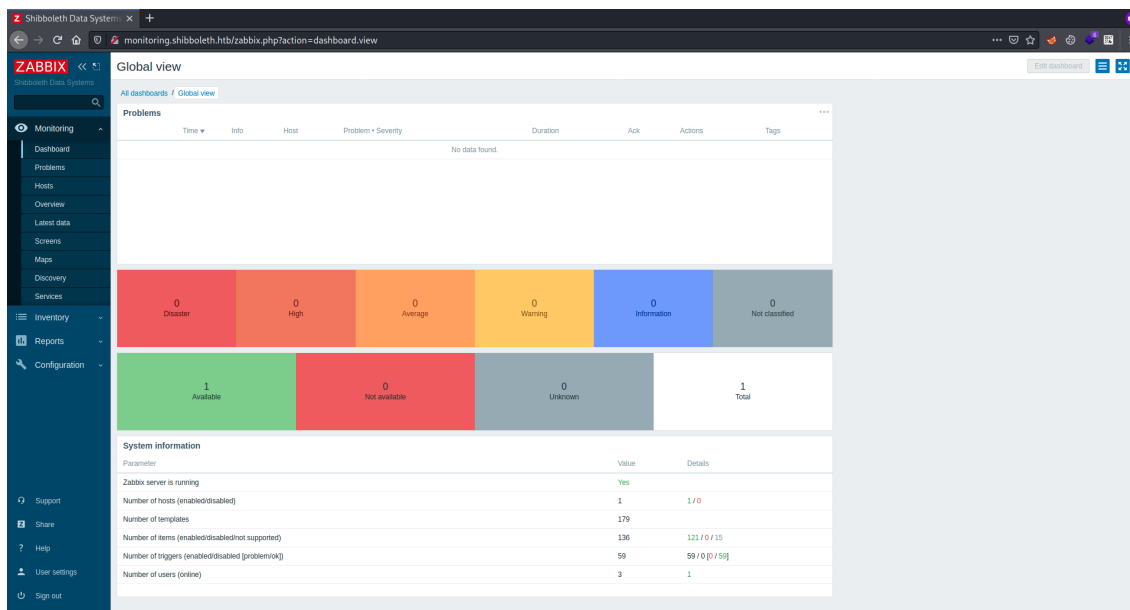 Z Shibboleth Data Systems × +
monitoring.shibboleth.htb/zabbix.php?action=dashboard.view
ZABBIX
Shibboleth Data Systems
Monitoring
Dashboard
Problems
Hosts
Overview
Latest data
Screens
Maps
Discovery
Services
Inventory
Reports
Configuration
Support
Z Share
? Help
User settings
Sign out
Global view
Edit dashboard
All dashboards / Global view
Problems
Time ▼ Info Host Problem • Severity Duration Ack Actions Tags
No data found.
0 0 0 0 0 0
Disaster High Average Warning Information Not classified
1 0 0 1
Available Not available Unknown Total
System information
Parameter Value Details
Zabbix server is running Yes
Number of hosts (enabled/disabled) 1 1 / 0
Number of templates 179
Number of items (enabled/disabled/not supported) 136 121 / 0 / 15
Number of triggers (enabled/disabled [problem/ok]) 59 59 / 0 [0 / 59]
Number of users (online) 3 1